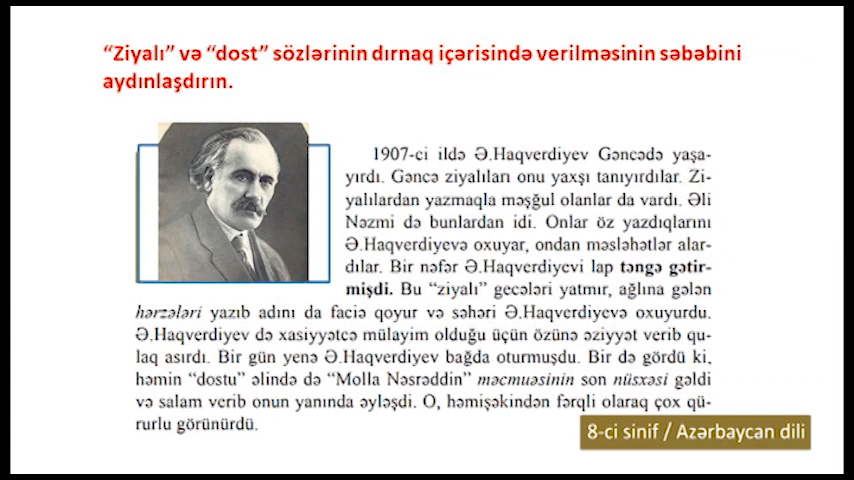 “Ziyalı” və “dost” sözlərinin dırnaq içərisində verilməsinin səbəbini
aydınlaşdırın.
1907-ci ildə Ə.Haqverdiyev Gəncədə yaşa-
yırdı. Gəncə ziyalıları onu yaxşı tanıyırdılar. Zi-
yalılardan yazmaqla məşğul olanlar da vardı. Əli
Nəzmi də bunlardan idi. Onlar öz yazdıqlarını
Ə.Haqverdiyevə oxuyar, ondan məsləhətlər alar-
dılar. Bir nəfər Ə.Haqverdiyevi lap təngə gətir-
mişdi. Bu “ziyalı” gecələri yatmır, ağlına gələn
hərzələri yazıb adını da faciə qoyur və səhəri Ə.Haqverdiyevə oxuyurdu.
Ə.Haqverdiyev də xasiyyətcə mülayim olduğu üçün özünə əziyyət verib qu-
laq asırdı. Bir gün yenə Ə.Haqverdiyev bağda oturmuşdu. Bir də gördü ki,
həmin “dostu” əlində də “Molla Nəsrəddin” məcmuəsinin son nüsxəsi gəldi
və salam verib onun yanında əyləşdi. O, həmişəkindən fərqli olaraq çox qü-
rurlu görünürdü.
8-ci sinif / Azərbaycan dili